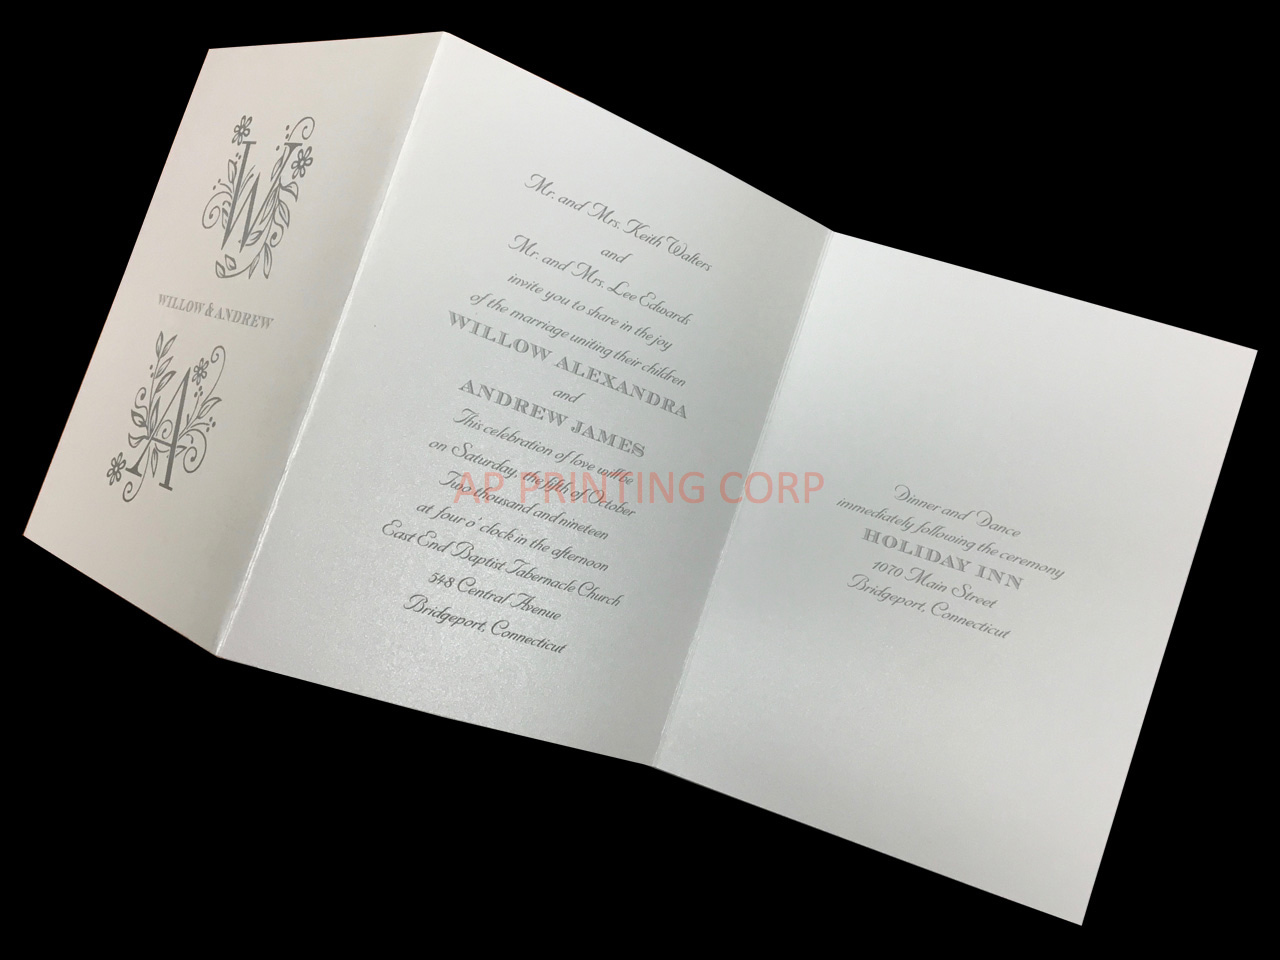 W
WILLOW & ANDREW
A
Mr. and Mrs. Keith Walters
and
Mr. and Mrs. Lee Edwards
invite you to share in the joy
of the marriage uniting their children
WILLOW ALEXANDRA
and
ANDREW JAMES
This celebration of love will be
on Saturday, the fifth of October
Two thousand and nineteen
at four o' clock in the afternoon
East End Baptist Tabernacle Church
548 Central Avenue
Bridgeport, Connecticut
AP PRINTING CORP
Dinner and Dance
immediately following the ceremony
HOLIDAY INN
1070 Main Street
Bridgeport, Connecticut